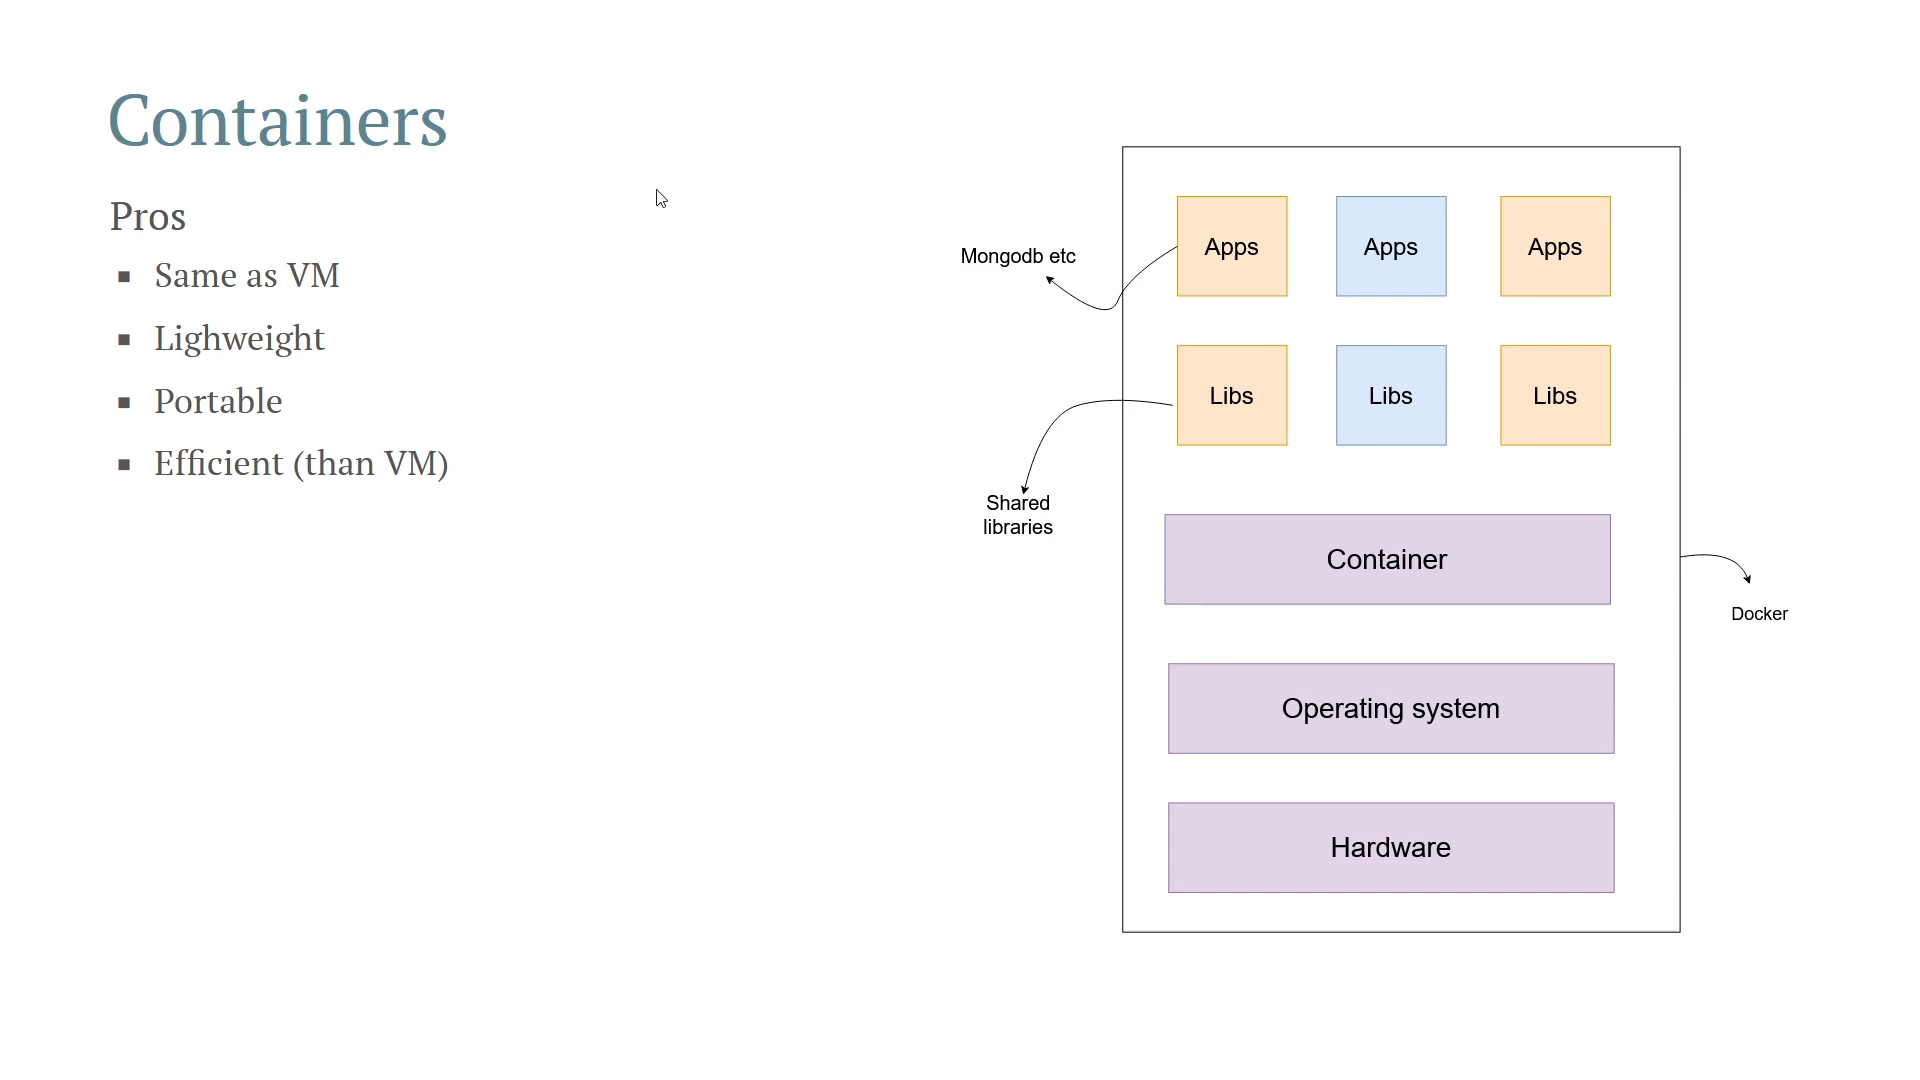 Containers
Pros
Same as VM
Lighweight
Portable
Efficient (than VM)
Mongodb etc
Apps
Apps
Apps
Libs
Libs
Libs
Shared
libraries
Container
Docker
Operating system
Hardware